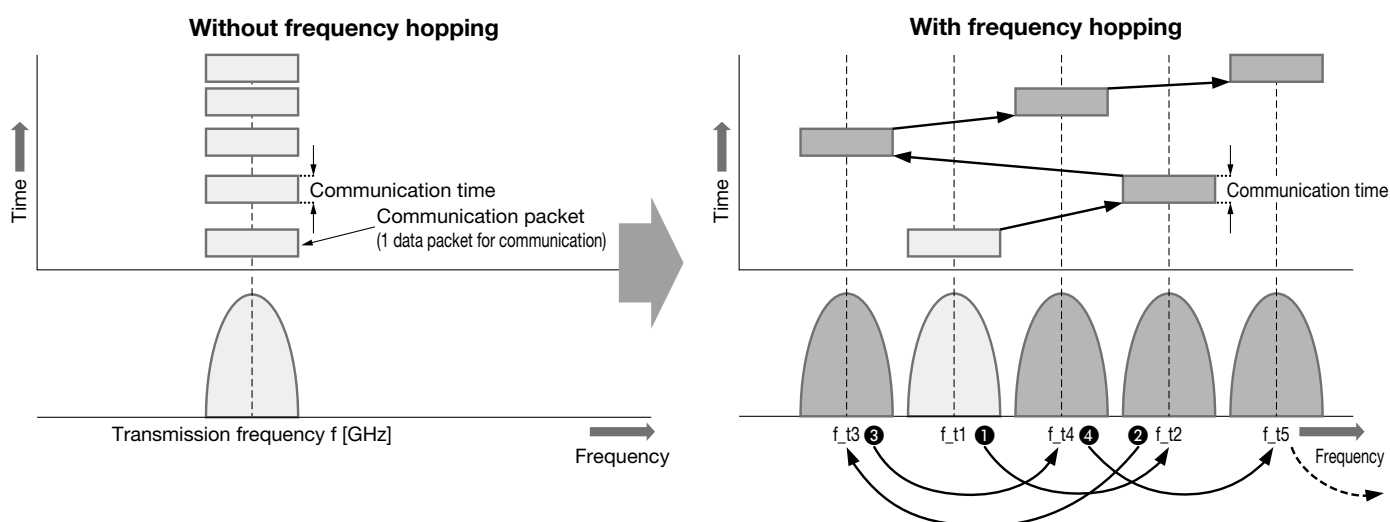 Without frequency hopping
Time
Communication time
Communication packet
(1 data packet for communication)
Transmission frequency f [GHz]
Frequency
With frequency hopping
Time
Communication time
f_t3 ❸ f_t1 ❶ f_t4 ❹ ❷ f_t2 f_t5
Frequency